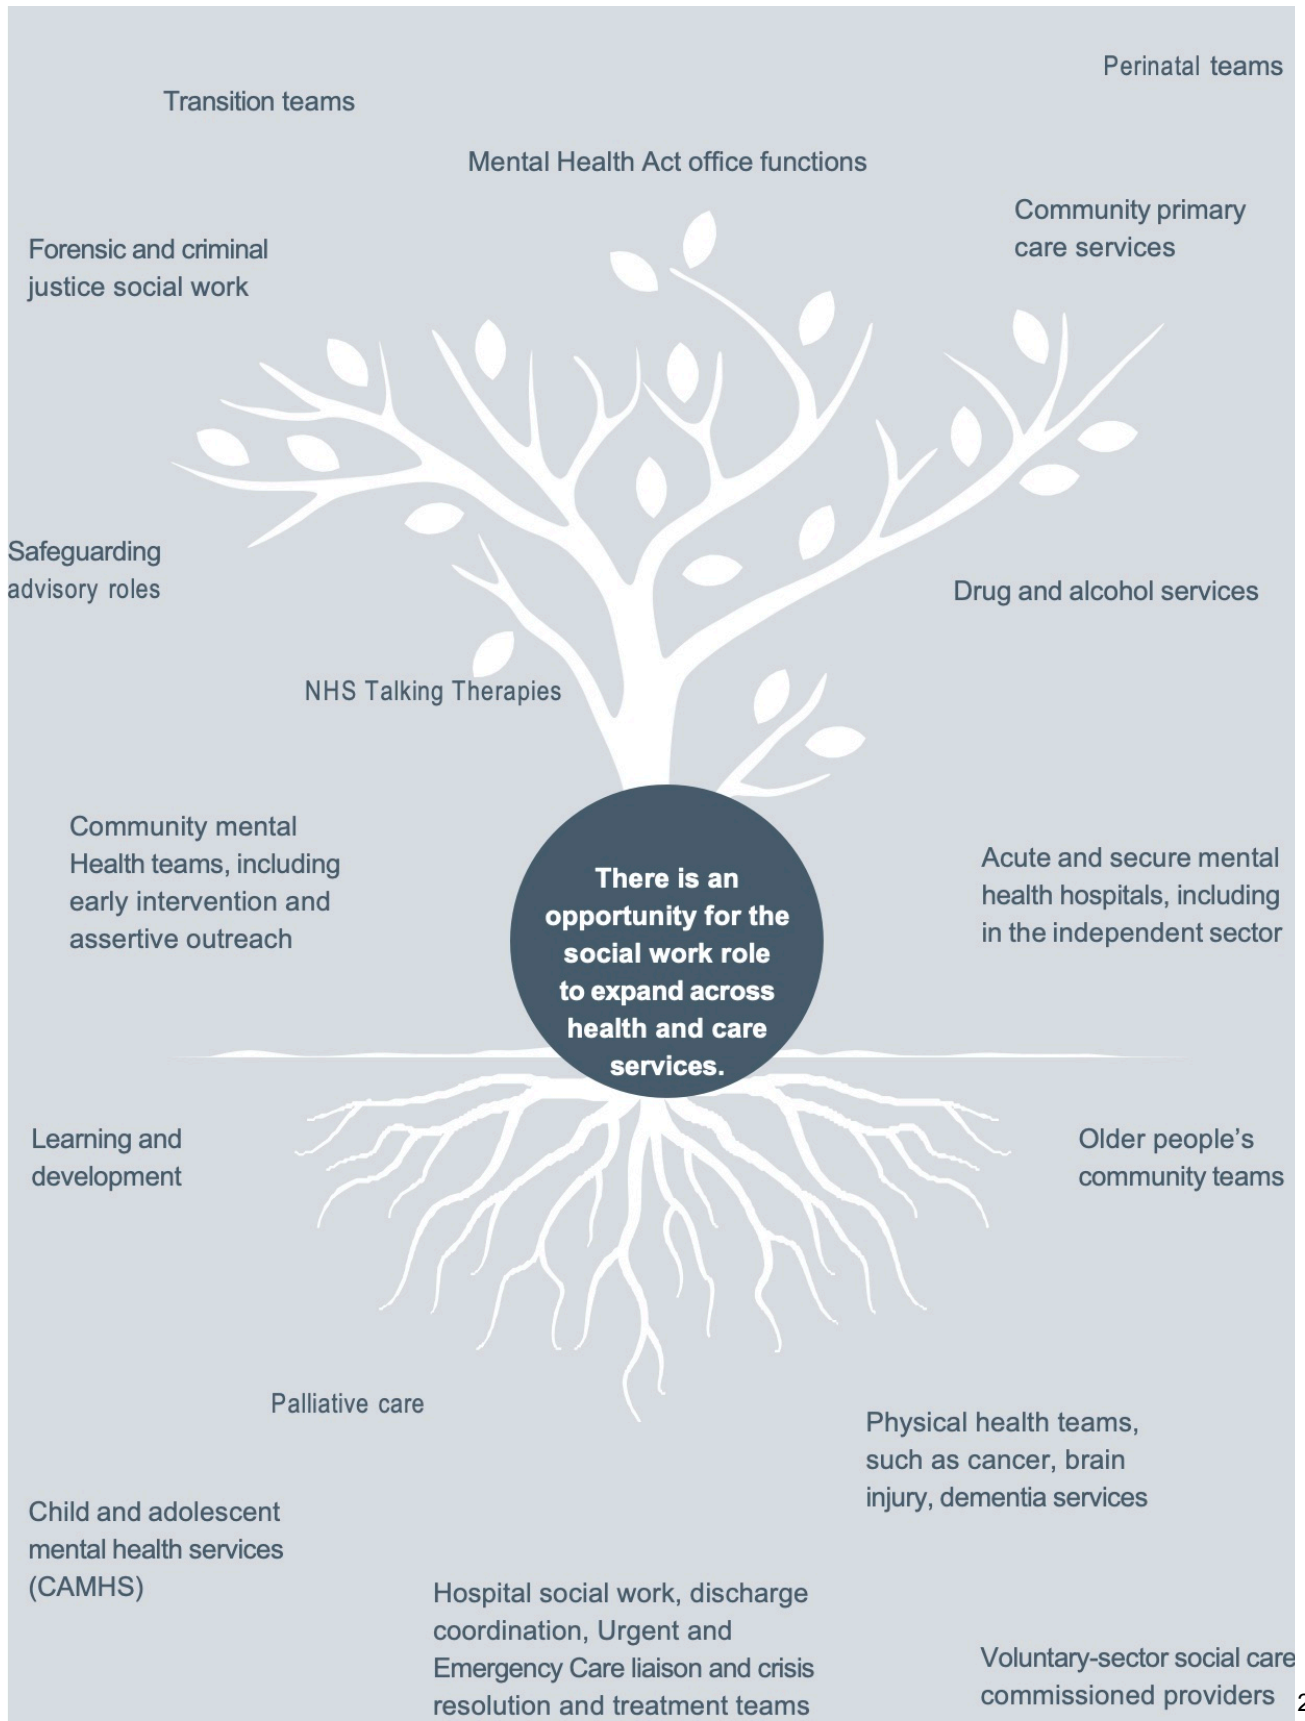 Perinatal teams
Transition teams
Mental Health Act office functions
Community primary
care services
Forensic and criminal
justice social work
Safeguarding
advisory roles
Drug and alcohol services
NHS Talking Therapies
Community mental
Health teams, including
early intervention and
assertive outreach
There is an
opportunity for the
social work role
to expand across
health and care
services.
Acute and secure mental
health hospitals, including
in the independent sector
Learning and
development
Older people’s
community teams
Palliative care
Physical health teams,
such as cancer, brain
injury, dementia services
Child and adolescent
mental health services
(CAMHS)
Hospital social work, discharge
coordination, Urgent and
Emergency Care liaison and crisis
resolution and treatment teams
Voluntary-sector social care
commissioned providers